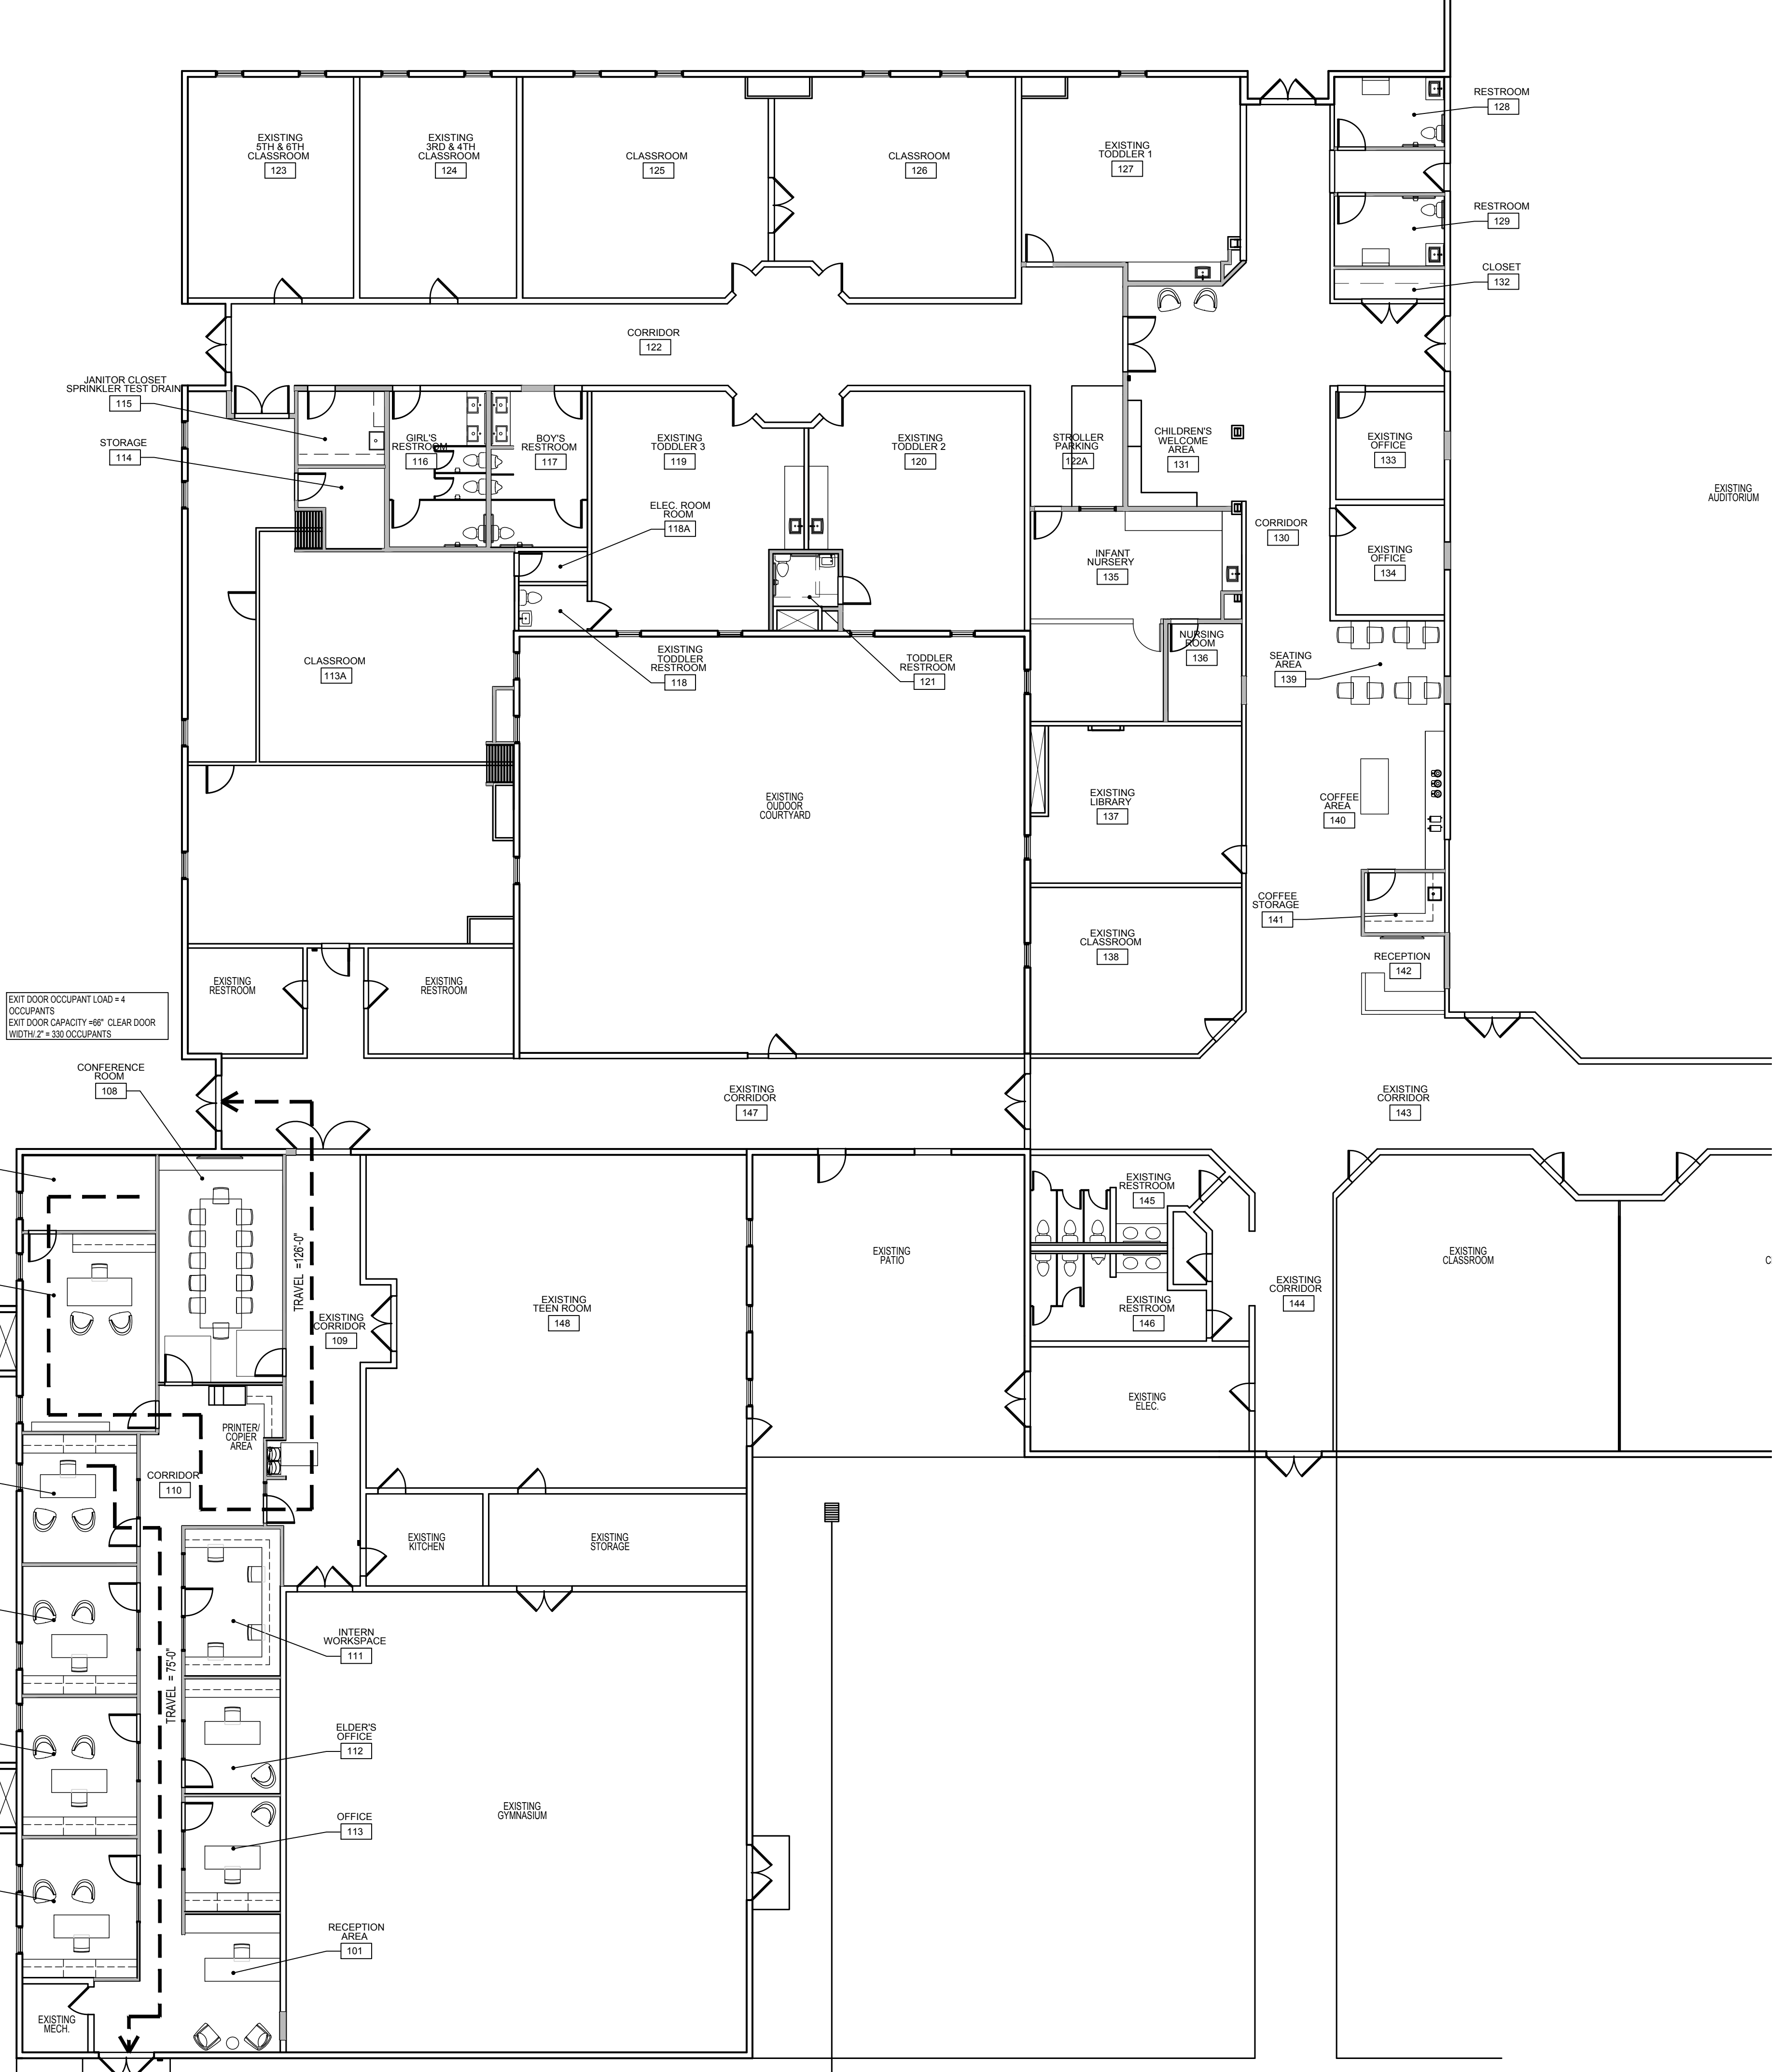 RESTROOM
128
EXISTING
5TH & 6TH
CLASSROOM
123
EXISTING
3RD & 4TH
CLASSROOM
124
CLASSROOM
125
CLASSROOM
126
EXISTING
TODDLER 1
127
RESTROOM
129
CLOSET
132
CORRIDOR
122
JANITOR CLOSET
SPRINKLER TEST DRAIN
115
STORAGE
114
GIRL'S
RESTROOM
116
BOY'S
RESTROOM
117
EXISTING
TODDLER 3
119
EXISTING
TODDLER 2
120
STROLLER
PARKING
122A
CHILDREN'S
WELCOME
AREA
131
EXISTING
OFFICE
133
EXISTING
AUDITORIUM
ELEC. ROOM
ROOM
118A
CORRIDOR
130
INFANT
NURSERY
135
EXISTING
OFFICE
134
CLASSROOM
113A
EXISTING
TODDLER
RESTROOM
118
TODDLER
RESTROOM
121
NURSING
ROOM
136
SEATING
AREA
139
EXISTING
OUDOOR
COURTYARD
EXISTING
LIBRARY
137
COFFEE
AREA
140
COFFEE
STORAGE
141
EXISTING
CLASSROOM
138
RECEPTION
142
EXISTING
RESTROOM
EXISTING
RESTROOM
EXIT DOOR OCCUPANT LOAD = 4
OCCUPANTS
EXIT DOOR CAPACITY =66" CLEAR DOOR
WIDTH/.2" = 330 OCCUPANTS
CONFERENCE
ROOM
108
EXISTING
CORRIDOR
147
EXISTING
CORRIDOR
143
EXISTING
RESTROOM
145
TRAVEL =126'-0"
EXISTING
PATIO
EXISTING
CLASSROOM
C
EXISTING
TEEN ROOM
148
EXISTING
CORRIDOR
109
EXISTING
RESTROOM
146
EXISTING
CORRIDOR
144
EXISTING
ELEC.
PRINTER/
COPIER
AREA
CORRIDOR
110
EXISTING
KITCHEN
EXISTING
STORAGE
INTERN
WORKSPACE
111
TRAVEL = 75'-0"
ELDER'S
OFFICE
112
EXISTING
GYMNASIUM
OFFICE
113
RECEPTION
AREA
101
EXISTING
MECH.